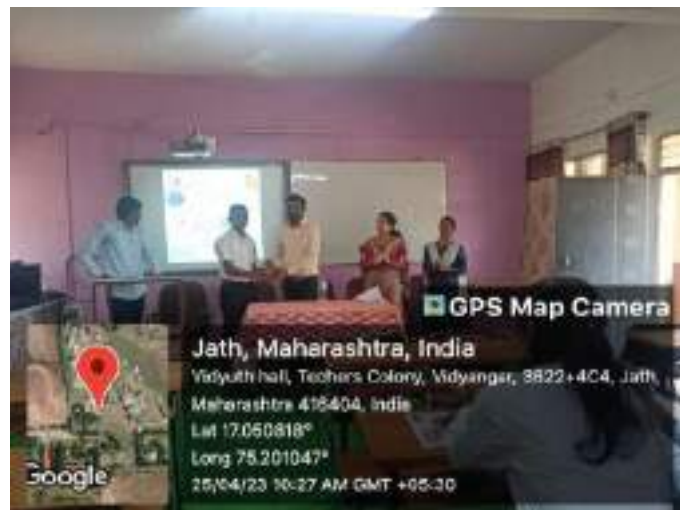 GPS Map Camera
Jath, Maharashtra, India
Vidyuth hall, Techers Colony, Vidyangar, 3822+4C4, Jath,
Maharashtra 416404, India
Lat 17.050818°
Long 75.201047°
25/04/23 10:27 AM GMT +05:30
Google